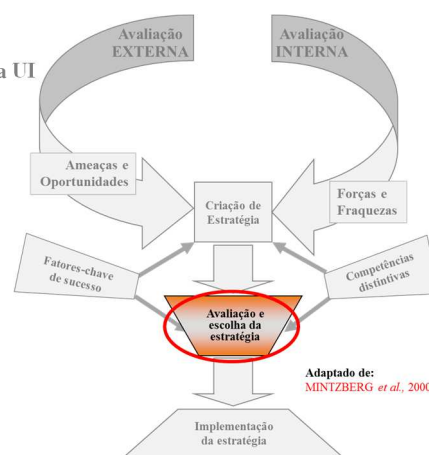 Avaliação
EXTERNA
Avaliação
INTERNA
a UI
Ameaças e
Oportunidades
Criação de
Estratégia
Forças e
Fraquezas
Fatores-chave
de sucesso
Competências
distintivas
Avaliação e
escolha da
estratégia
Adaptado de:
MINTZBERG et al., 2000
Implementação
da estratégia